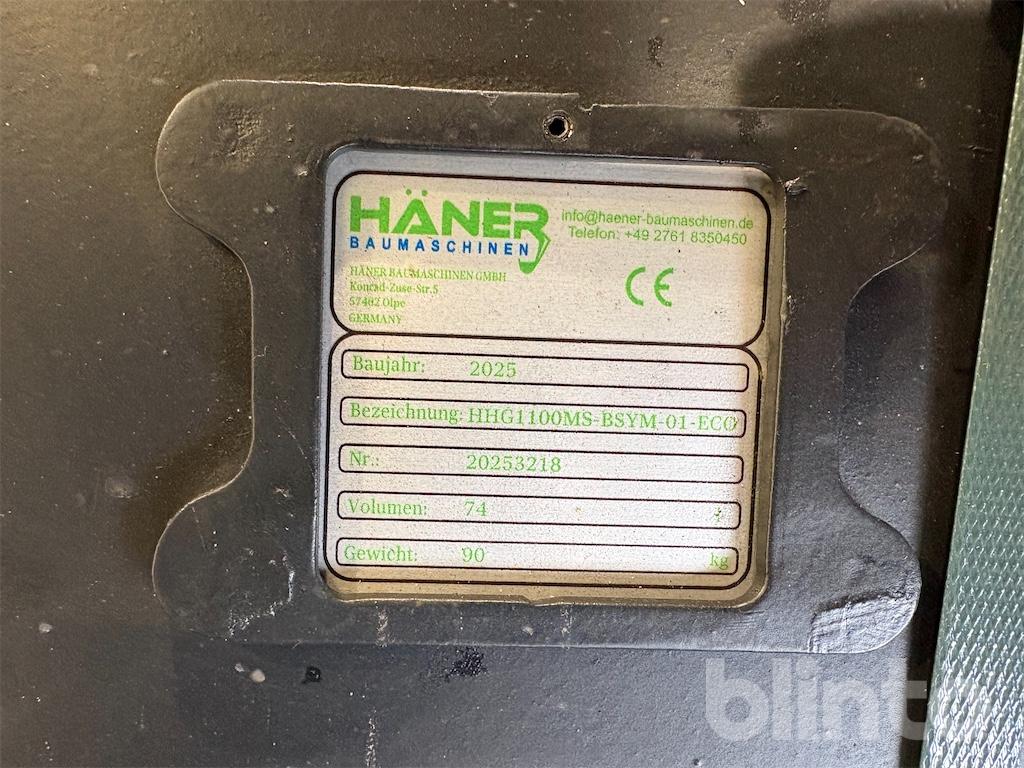 HÄNER
BAUMASCHINEN
info@haener-baumaschinen.de
Telefon: +49 2761 8350450
HÄNER BAUMASCHINEN GMBH
Konrad-Zuse-Str.5
57462 Olpe
GERMANY
CE
Baujahr: 2025
Bezeichnung: HHG1100MS-BSYM-01-ECO
Nr.: 20253218
Volumen: 74
Gewicht: 90 kg
blinto